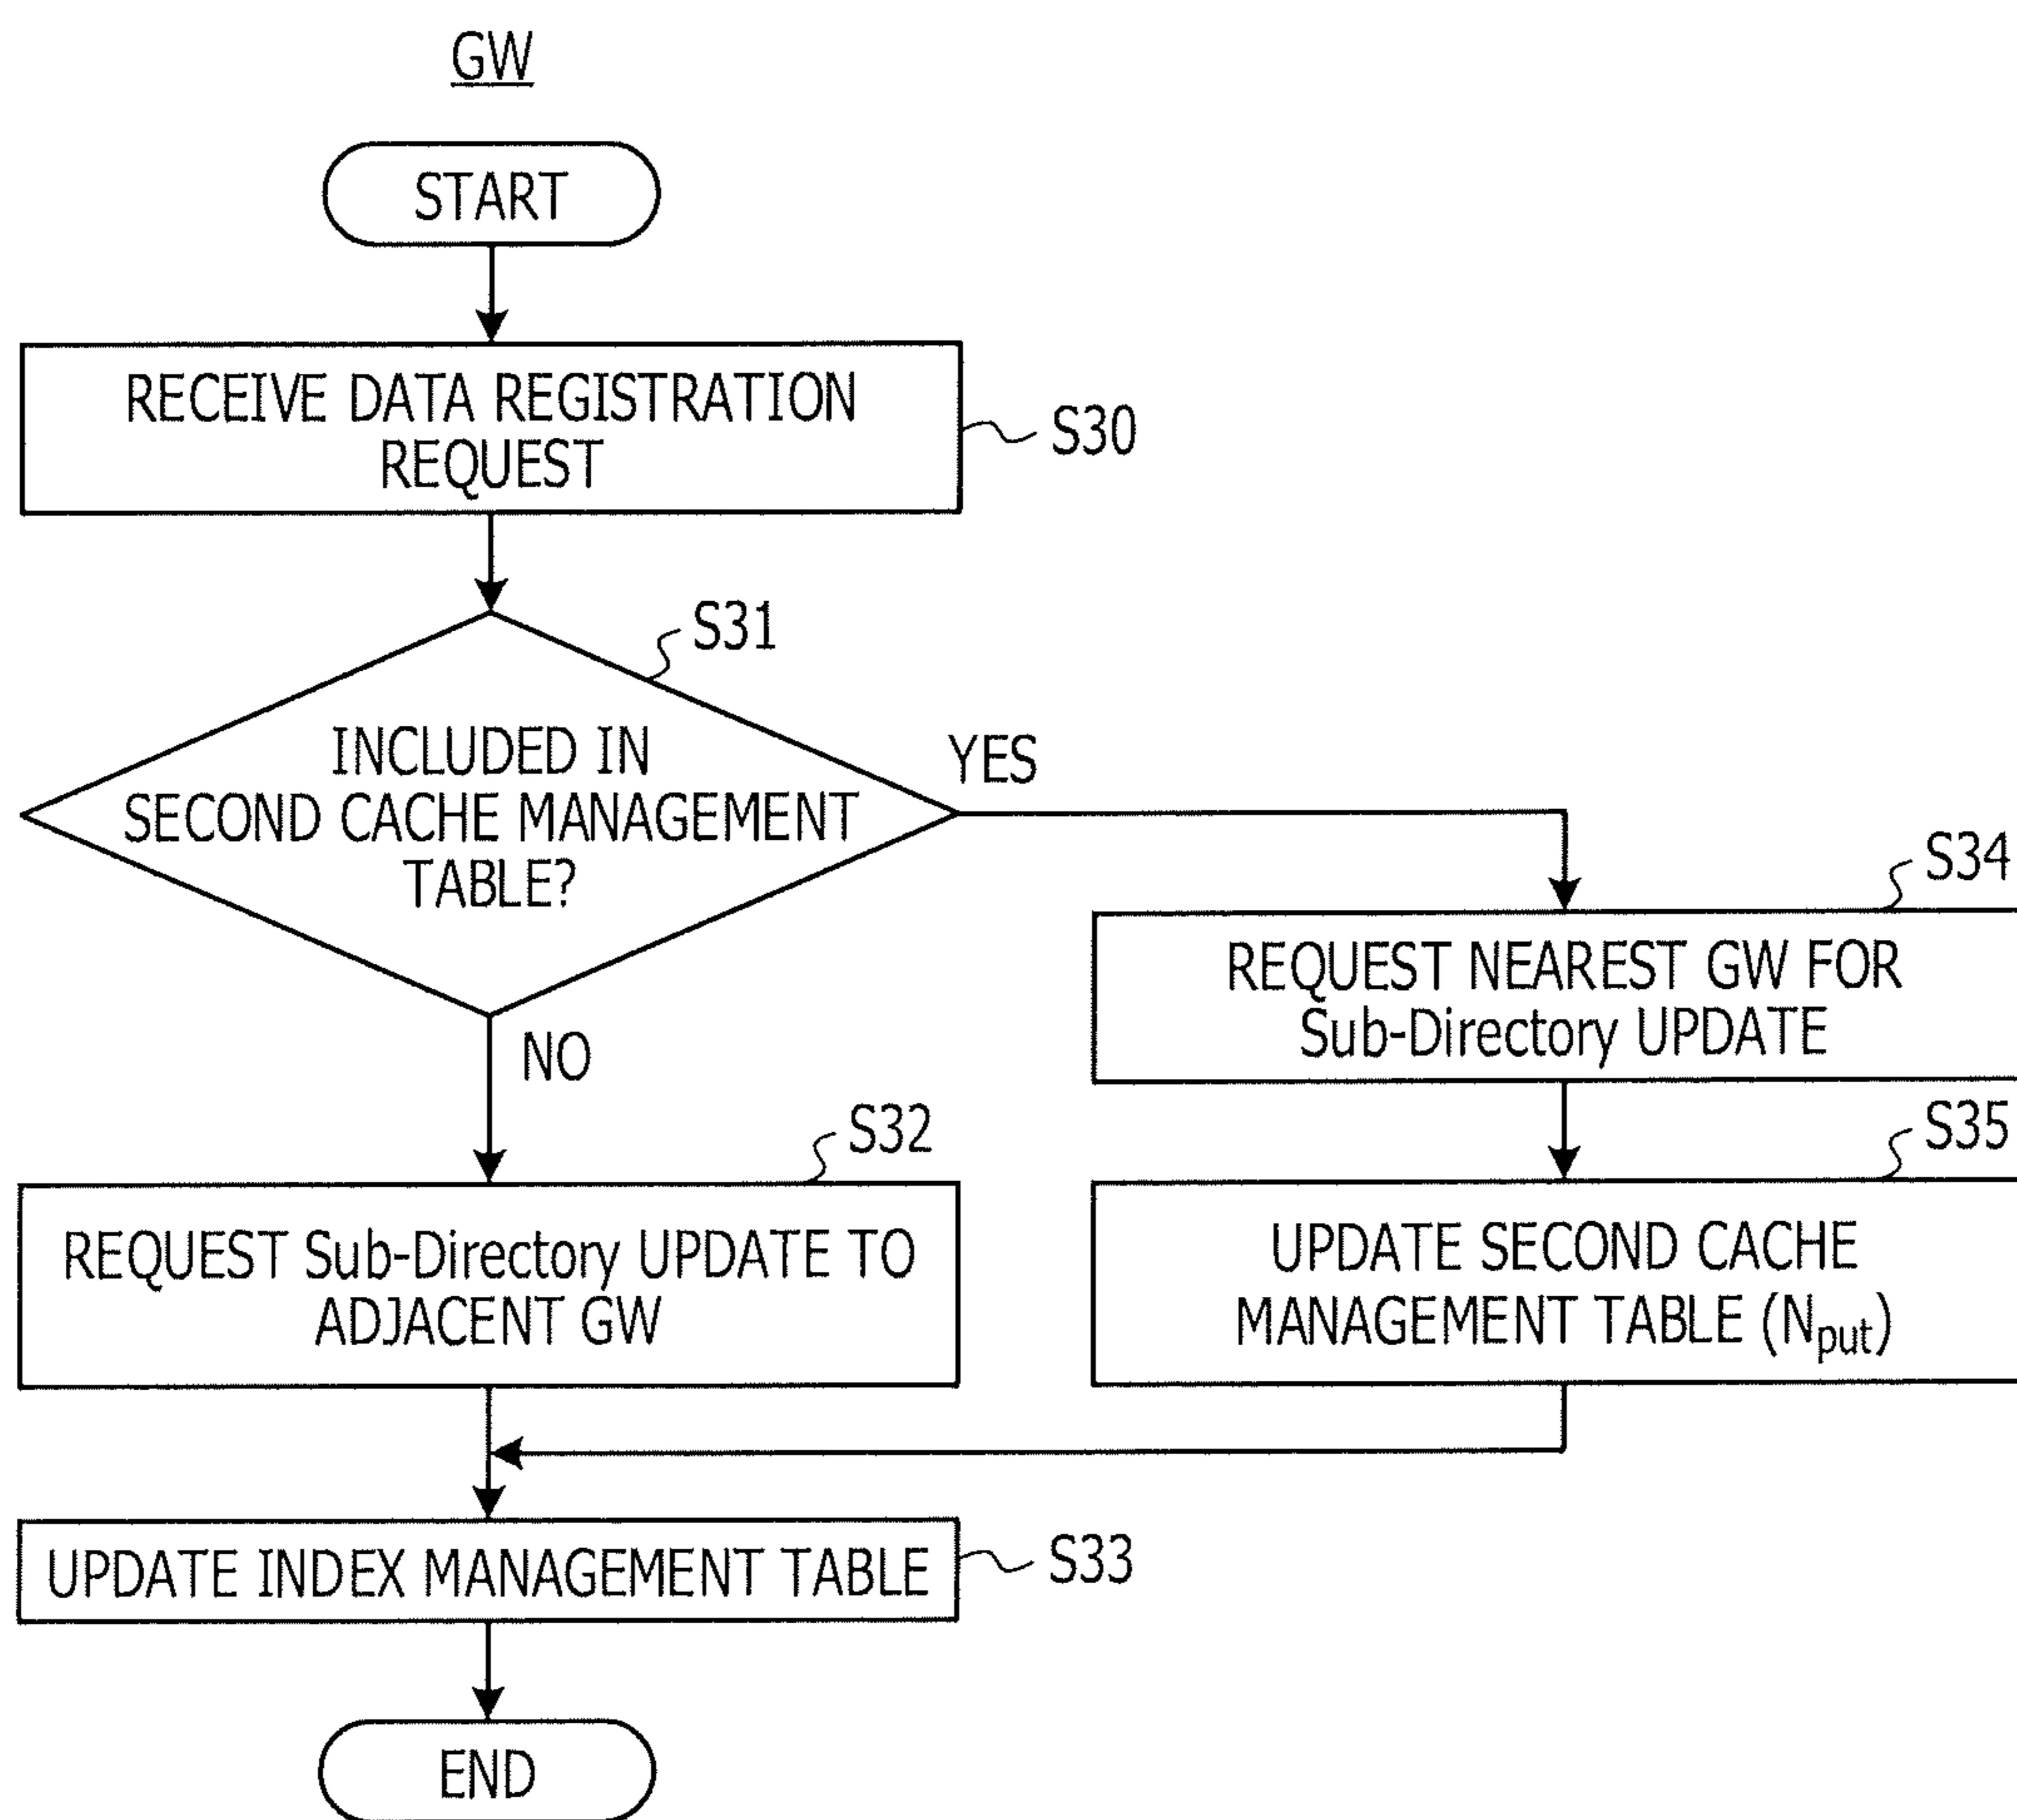 GW
START
RECEIVE DATA REGISTRATION
REQUEST
S30
S31
INCLUDED IN
SECOND CACHE MANAGEMENT
TABLE?
YES
NO
S34
REQUEST NEAREST GW FOR
Sub-Directory UPDATE
S32
REQUEST Sub-Directory UPDATE TO
ADJACENT GW
S35
UPDATE SECOND CACHE
MANAGEMENT TABLE (Nput)
UPDATE INDEX MANAGEMENT TABLE
S33
END